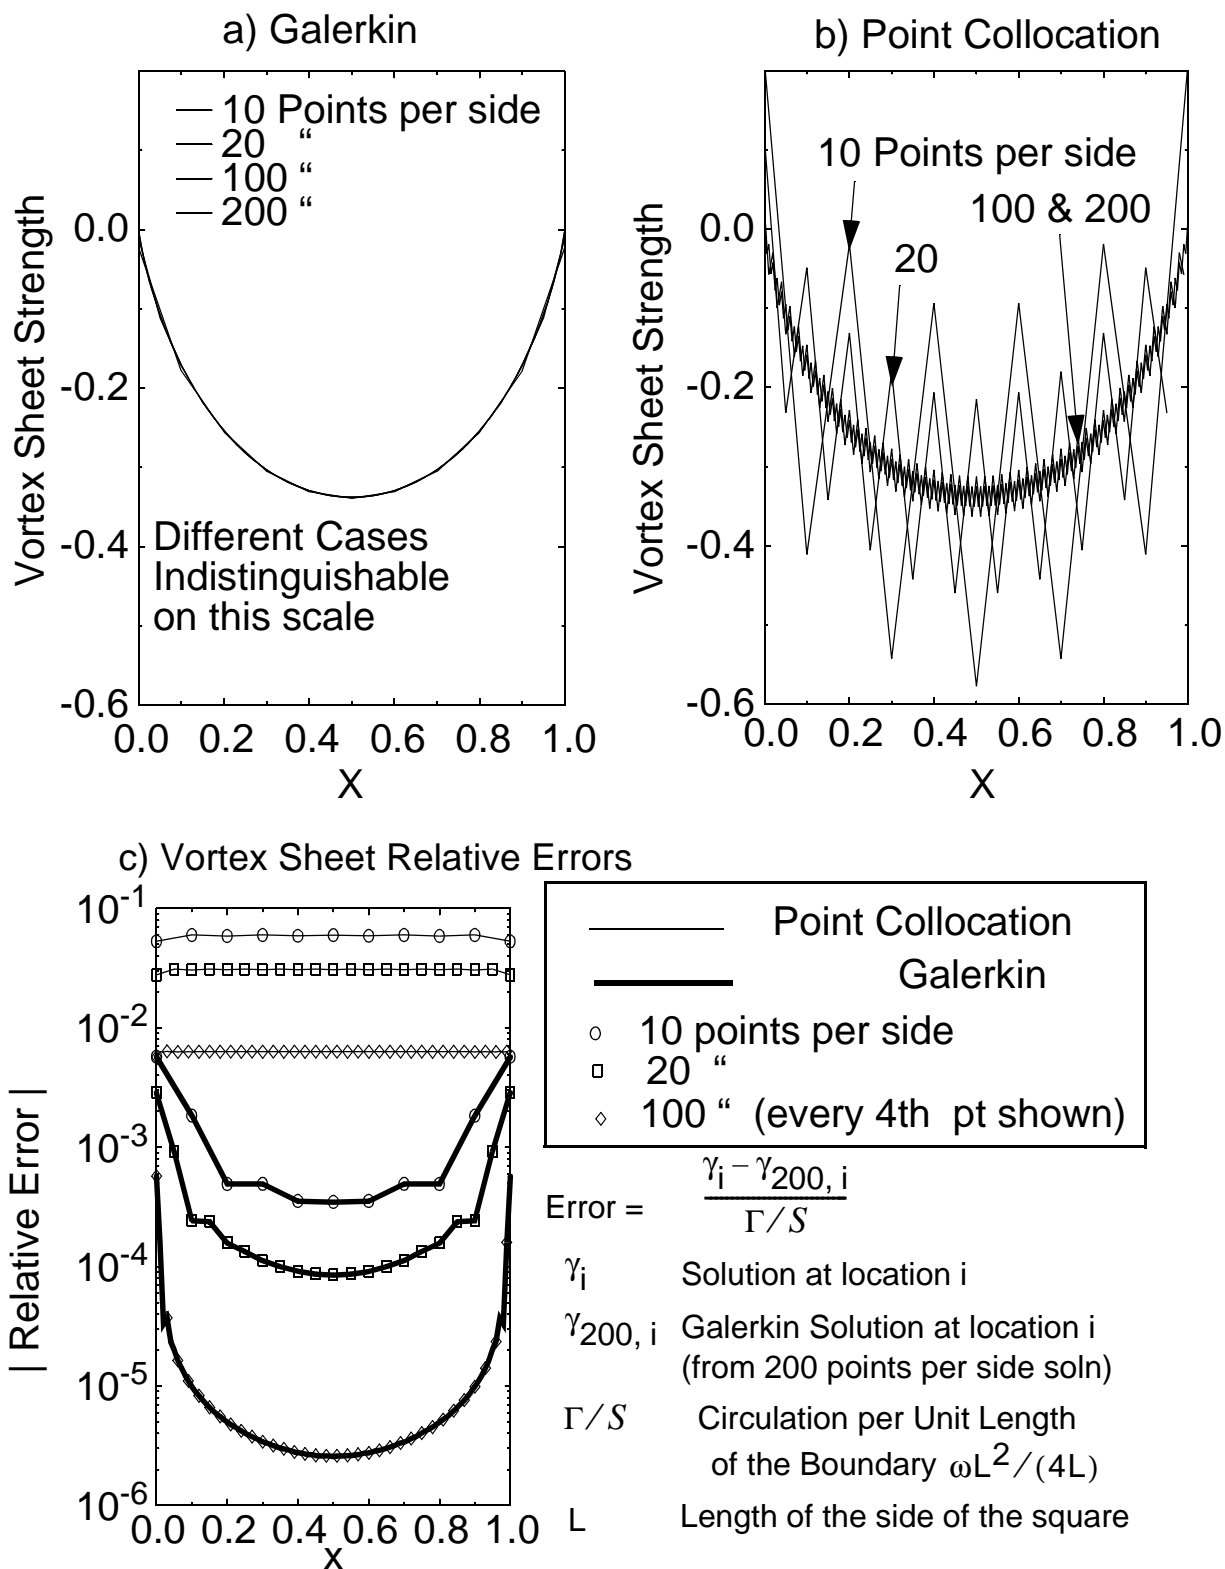 a) Galerkin
10 Points per side
20 “
100 “
200 “
0.0
-0.2
-0.4
-0.6
Vortex Sheet Strength
Different Cases
Indistinguishable
on this scale
0.0 0.2 0.4 0.6 0.8 1.0
X
b) Point Collocation
10 Points per side
100 & 200
20
0.0
-0.2
-0.4
-0.6
Vortex Sheet Strength
0.0 0.2 0.4 0.6 0.8 1.0
X
c) Vortex Sheet Relative Errors
10^-1
10^-2
10^-3
10^-4
10^-5
10^-6
| Relative Error |
0.0 0.2 0.4 0.6 0.8 1.0
x
Point Collocation
Galerkin
10 points per side
20 “
100 “ (every 4th pt shown)
Error = (γi − γ200, i) / (Γ/S)
γi Solution at location i
γ200, i Galerkin Solution at location i
(from 200 points per side soln)
Γ/S Circulation per Unit Length
of the Boundary ωL^2/(4L)
L Length of the side of the square